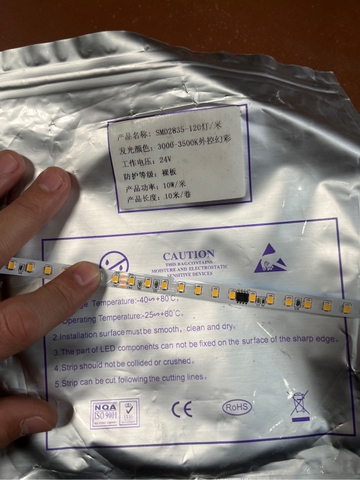 产品名称: SMD2835-120灯/米
发光颜色: 3000-3500K外控幻彩
工作电压: 24V
防护等级: 裸板
产品功率: 10W/米
产品长度: 10米/卷
CAUTION
THIS BAG CONTAINS
MOISTURE AND ELECTROSTATIC
SENSITIVE DEVICES
Temperature:-40~+80℃
Operating Temperature:-25~+60℃
2.Installation surface must be smooth, clean and dry.
3.The part of LED components can not be fixed on the surface of the sharp edge.
4.Strip should not be collided or crushed.
5.Strip can be cut following the cutting lines.
NQA
ISO 9001
CE
RoHS